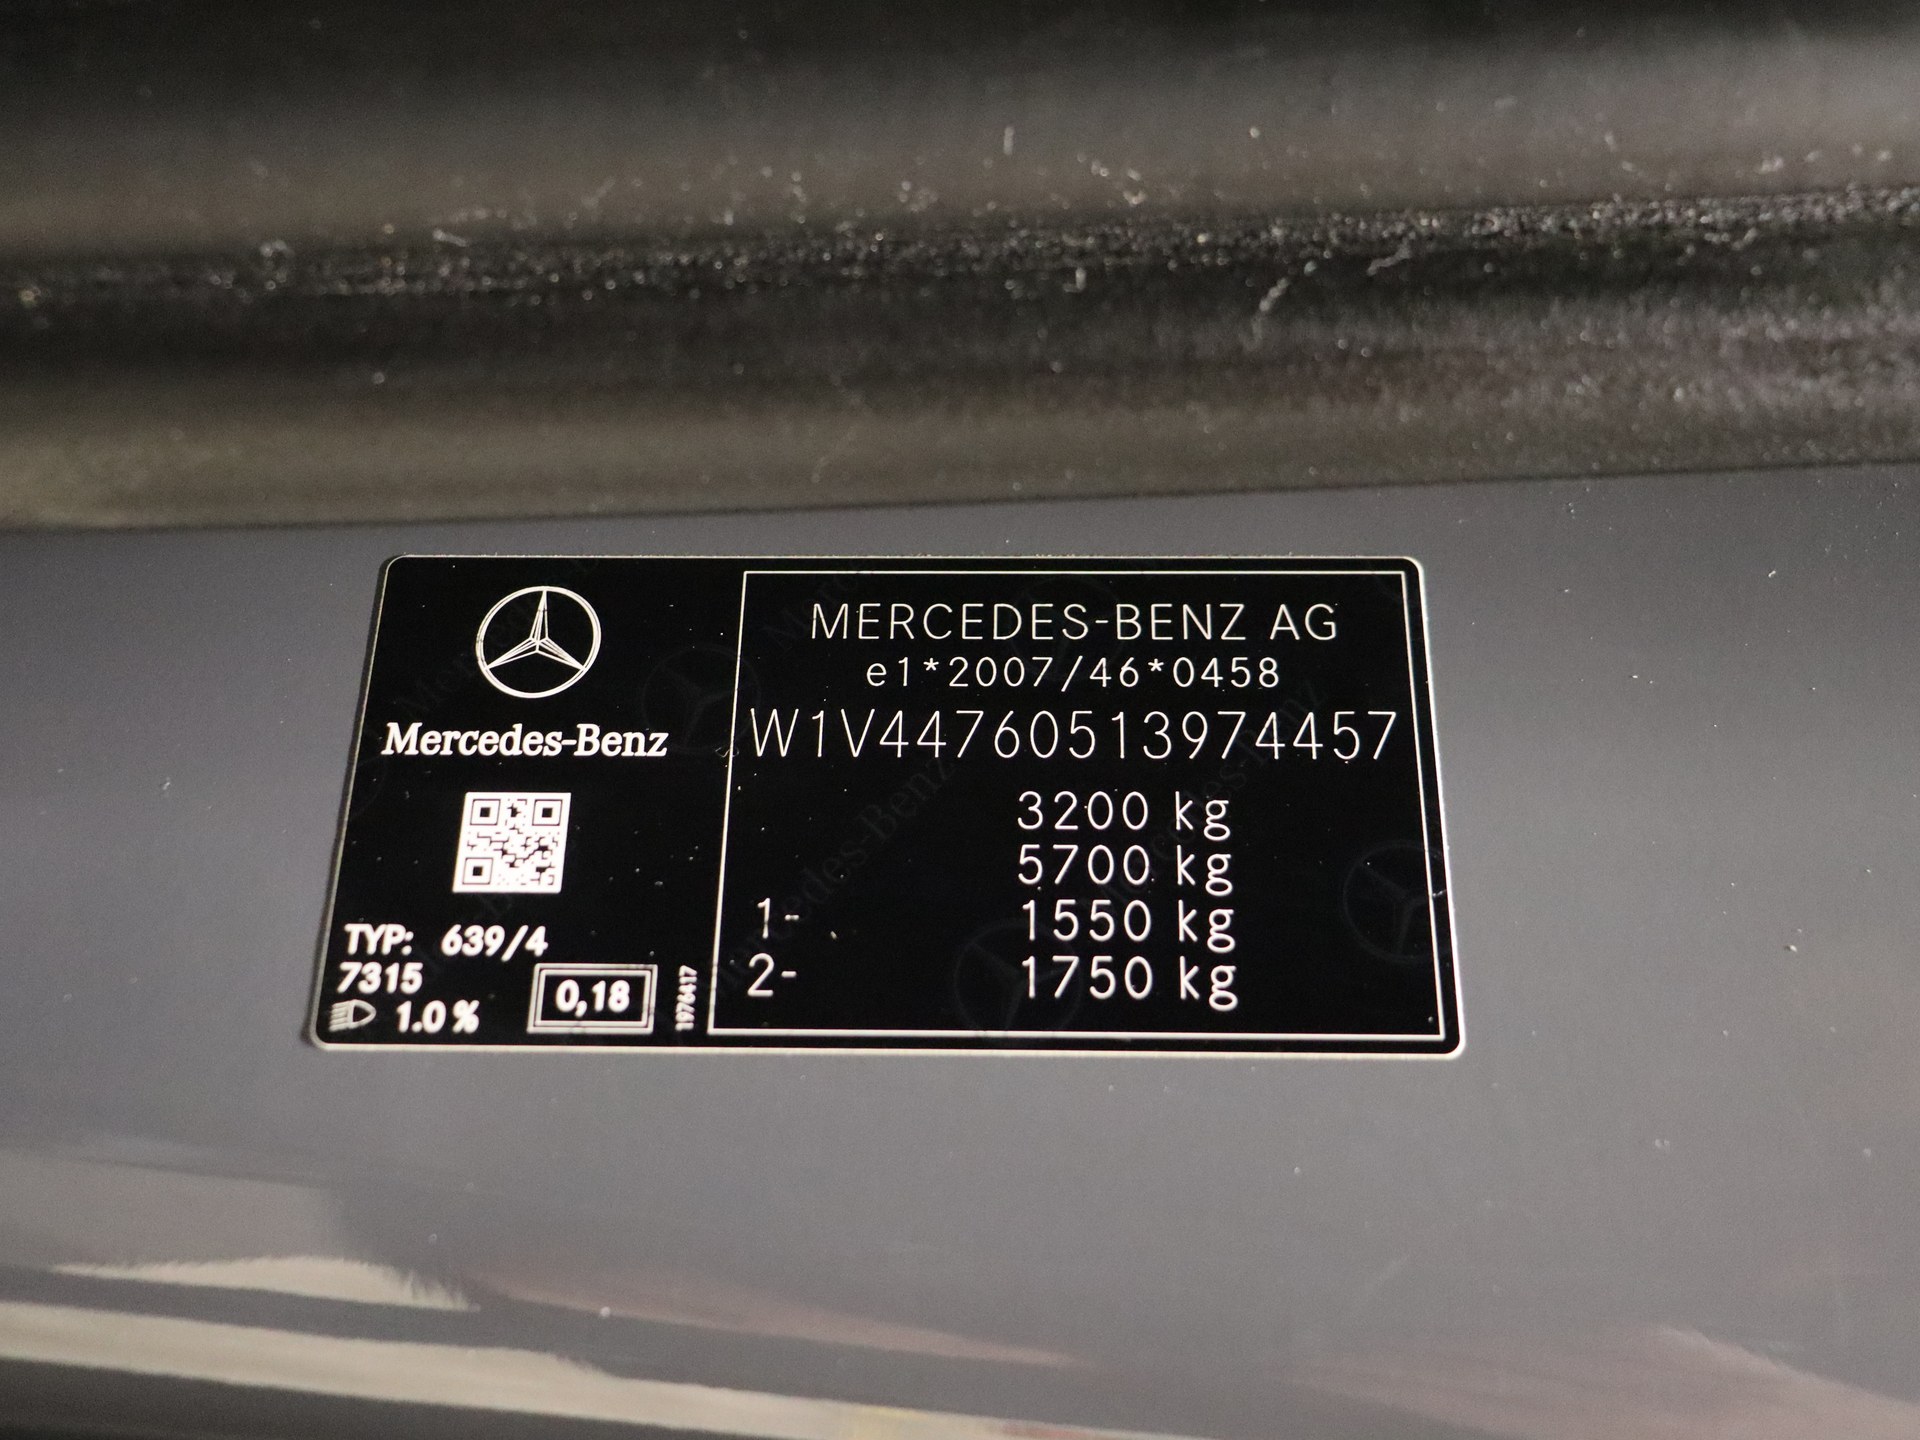 Mercedes-Benz
TYP: 639/4
7315
1.0 %
0,18
1976417
MERCEDES-BENZ AG
e1*2007/46*0458
W1V44760513974457
3200 kg
5700 kg
1- 1550 kg
2- 1750 kg